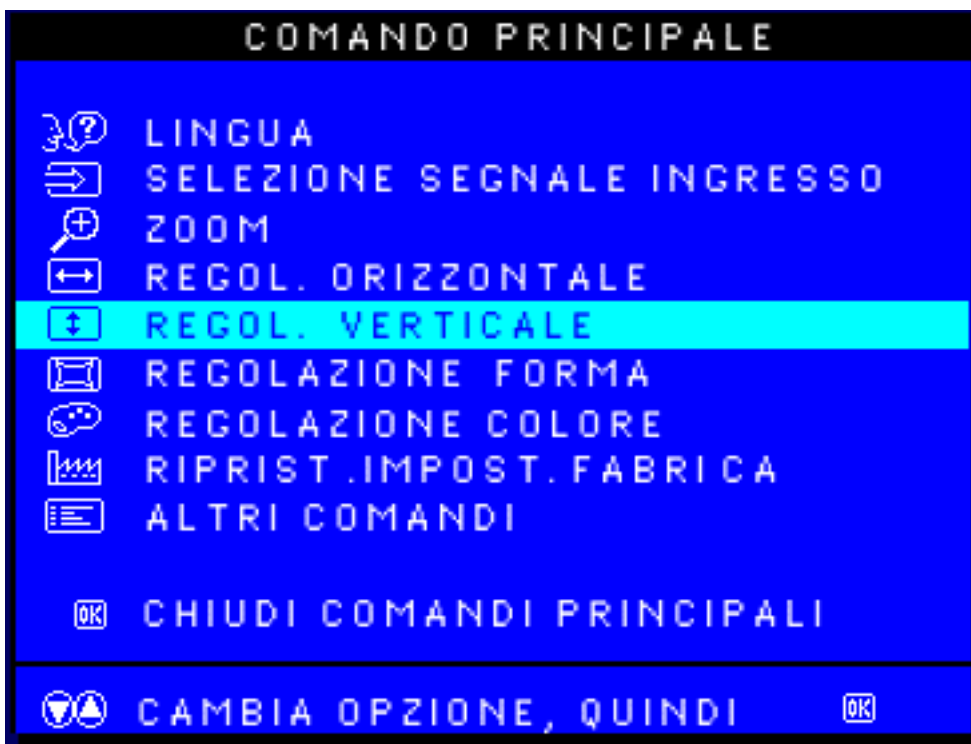 COMANDO PRINCIPALE
LINGUA
SELEZIONE SEGNALE INGRESSO
ZOOM
REGOL. ORIZZONTALE
REGOL. VERTICALE
REGOLAZIONE FORMA
REGOLAZIONE COLORE
RIPRIST.IMPOST.FABRICA
ALTRI COMANDI
OK CHIUDI COMANDI PRINCIPALI
CAMBIA OPZIONE, QUINDI OK